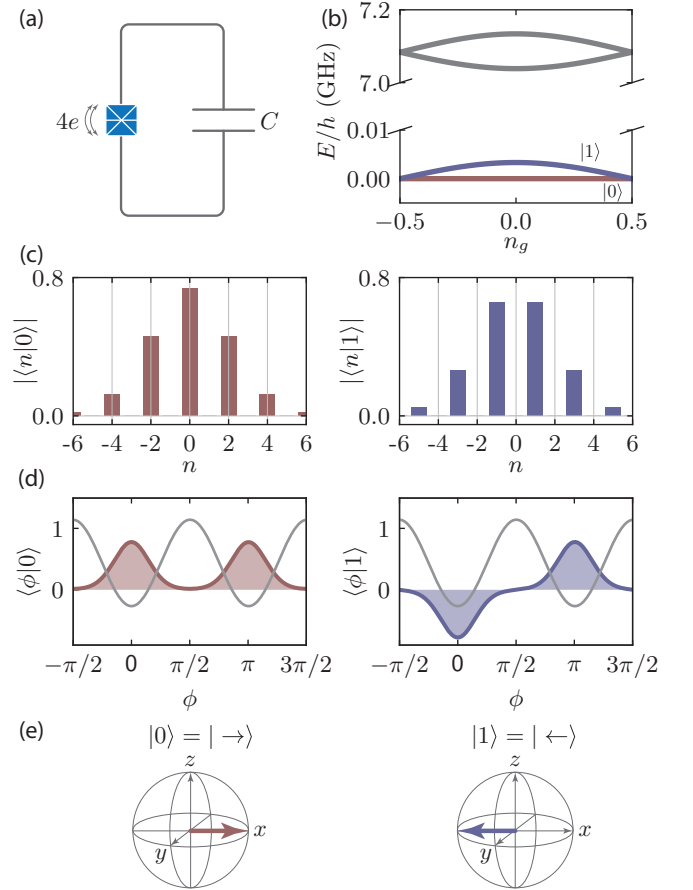 (a)
4e
C
(b)
E/h (GHz)
7.2
7.0
0.01
0.00
|1⟩
|0⟩
−0.5
0.0
0.5
n_g
(c)
|⟨n|0⟩|
0.8
0.0
-6 -4 -2 0 2 4 6
n
|⟨n|1⟩|
0.8
0.0
-6 -4 -2 0 2 4 6
n
(d)
⟨ϕ|0⟩
1
0
−π/2 0 π/2 π 3π/2
ϕ
⟨ϕ|1⟩
1
0
−π/2 0 π/2 π 3π/2
ϕ
(e)
|0⟩ = | →⟩
z
x
y
|1⟩ = | ←⟩
z
x
y